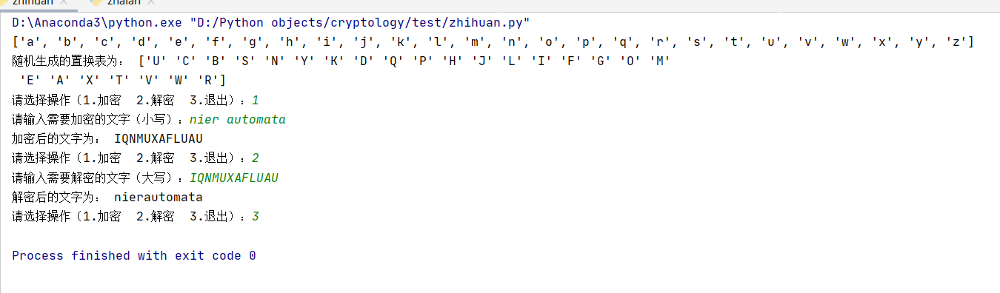 zhihuan × zhaian ×
D:\Anaconda3\python.exe "D:/Python objects/cryptology/test/zhihuan.py"
['a', 'b', 'c', 'd', 'e', 'f', 'g', 'h', 'i', 'j', 'k', 'l', 'm', 'n', 'o', 'p', 'q', 'r', 's', 't', 'u', 'v', 'w', 'x', 'y', 'z']
随机生成的置换表为： ['U' 'C' 'B' 'S' 'N' 'Y' 'K' 'D' 'Q' 'P' 'H' 'J' 'L' 'I' 'F' 'G' 'O' 'M'
'E' 'A' 'X' 'T' 'V' 'W' 'R']
请选择操作（1.加密  2.解密  3.退出）：1
请输入需要加密的文字（小写）：nier automata
加密后的文字为： IQNMUXAFLUAU
请选择操作（1.加密  2.解密  3.退出）：2
请输入需要解密的文字（大写）：IQNMUXAFLUAU
解密后的文字为： nierautomata
请选择操作（1.加密  2.解密  3.退出）：3
Process finished with exit code 0